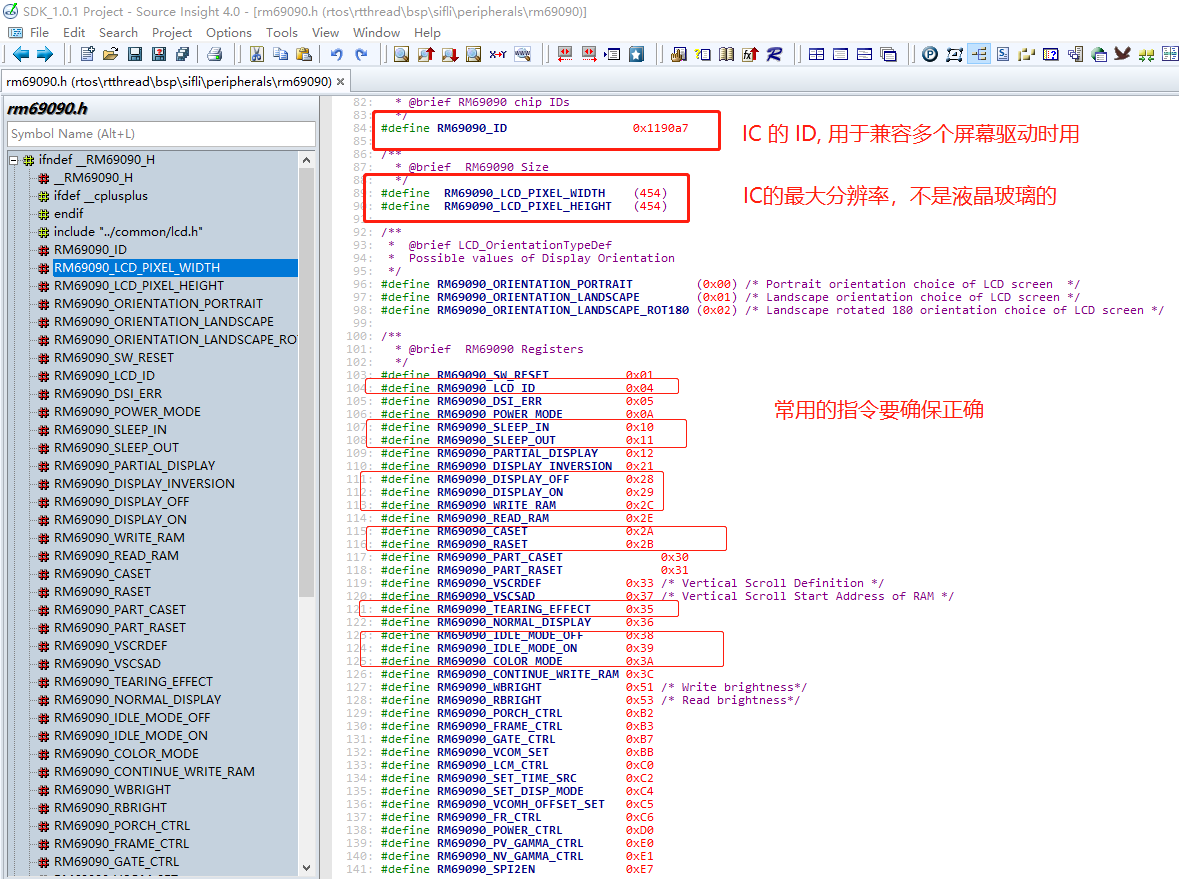 SDK_1.0.1 Project - Source Insight 4.0 - [rm69090.h (rtos\rtthread\bsp\sifli\peripherals\rm69090)]
File Edit Search Project Options Tools View Window Help
rm69090.h (rtos\rtthread\bsp\sifli\peripherals\rm69090)
rm69090.h
Symbol Name (Alt+L)
ifndef __RM69090_H
__RM69090_H
ifdef __cplusplus
endif
include "../common/lcd.h"
RM69090_ID
RM69090_LCD_PIXEL_WIDTH
RM69090_LCD_PIXEL_HEIGHT
RM69090_ORIENTATION_PORTRAIT
RM69090_ORIENTATION_LANDSCAPE
RM69090_ORIENTATION_LANDSCAPE_RO
RM69090_SW_RESET
RM69090_LCD_ID
RM69090_DSI_ERR
RM69090_POWER_MODE
RM69090_SLEEP_IN
RM69090_SLEEP_OUT
RM69090_PARTIAL_DISPLAY
RM69090_DISPLAY_INVERSION
RM69090_DISPLAY_OFF
RM69090_DISPLAY_ON
RM69090_WRITE_RAM
RM69090_READ_RAM
RM69090_CASET
RM69090_RASET
RM69090_PART_CASET
RM69090_PART_RASET
RM69090_VSCRDEF
RM69090_VSCSAD
RM69090_TEARING_EFFECT
RM69090_NORMAL_DISPLAY
RM69090_IDLE_MODE_OFF
RM69090_IDLE_MODE_ON
RM69090_COLOR_MODE
RM69090_CONTINUE_WRITE_RAM
RM69090_WBRIGHT
RM69090_RBRIGHT
RM69090_PORCH_CTRL
RM69090_FRAME_CTRL
RM69090_GATE_CTRL
82: * @brief RM69090 chip IDs
83: */
84: #define RM69090_ID 0x1190a7
85:
86: /**
87: * @brief RM69090 Size
88: */
89: #define RM69090_LCD_PIXEL_WIDTH (454)
90: #define RM69090_LCD_PIXEL_HEIGHT (454)
91:
92: /**
93: * @brief LCD_OrientationTypeDef
94: * Possible values of Display Orientation
95: */
96: #define RM69090_ORIENTATION_PORTRAIT (0x00) /* Portrait orientation choice of LCD screen */
97: #define RM69090_ORIENTATION_LANDSCAPE (0x01) /* Landscape orientation choice of LCD screen */
98: #define RM69090_ORIENTATION_LANDSCAPE_ROT180 (0x02) /* Landscape rotated 180 orientation choice of LCD screen */
99:
100: /**
101: * @brief RM69090 Registers
102: */
103: #define RM69090_SW_RESET 0x01
104: #define RM69090_LCD_ID 0x04
105: #define RM69090_DSI_ERR 0x05
106: #define RM69090_POWER_MODE 0x0A
107: #define RM69090_SLEEP_IN 0x10
108: #define RM69090_SLEEP_OUT 0x11
109: #define RM69090_PARTIAL_DISPLAY 0x12
110: #define RM69090_DISPLAY_INVERSION 0x21
111: #define RM69090_DISPLAY_OFF 0x28
112: #define RM69090_DISPLAY_ON 0x29
113: #define RM69090_WRITE_RAM 0x2C
114: #define RM69090_READ_RAM 0x2E
115: #define RM69090_CASET 0x2A
116: #define RM69090_RASET 0x2B
117: #define RM69090_PART_CASET 0x30
118: #define RM69090_PART_RASET 0x31
119: #define RM69090_VSCRDEF 0x33 /* Vertical Scroll Definition */
120: #define RM69090_VSCSAD 0x37 /* Vertical Scroll Start Address of RAM */
121: #define RM69090_TEARING_EFFECT 0x35
122: #define RM69090_NORMAL_DISPLAY 0x36
123: #define RM69090_IDLE_MODE_OFF 0x38
124: #define RM69090_IDLE_MODE_ON 0x39
125: #define RM69090_COLOR_MODE 0x3A
126: #define RM69090_CONTINUE_WRITE_RAM 0x3C
127: #define RM69090_WBRIGHT 0x51 /* Write brightness*/
128: #define RM69090_RBRIGHT 0x53 /* Read brightness*/
129: #define RM69090_PORCH_CTRL 0xB2
130: #define RM69090_FRAME_CTRL 0xB3
131: #define RM69090_GATE_CTRL 0xB7
132: #define RM69090_VCOM_SET 0xBB
133: #define RM69090_LCM_CTRL 0xC0
134: #define RM69090_SET_TIME_SRC 0xC2
135: #define RM69090_SET_DISP_MODE 0xC4
136: #define RM69090_VCOMH_OFFSET_SET 0xC5
137: #define RM69090_FR_CTRL 0xC6
138: #define RM69090_POWER_CTRL 0xD0
139: #define RM69090_PV_GAMMA_CTRL 0xE0
140: #define RM69090_NV_GAMMA_CTRL 0xE1
141: #define RM69090_SPI2EN 0xE7
IC 的 ID, 用于兼容多个屏幕驱动时用
IC的最大分辨率，不是液晶玻璃的
常用的指令要确保正确